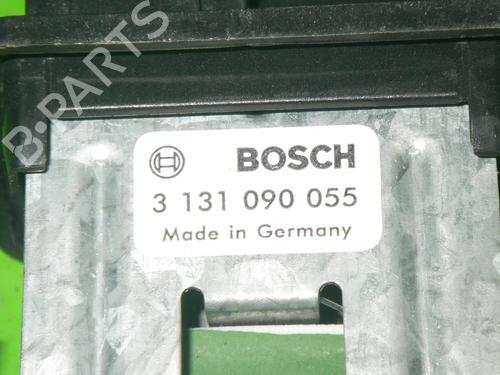 BOSCH
3 131 090 055
Made in Germany
B-PARTS